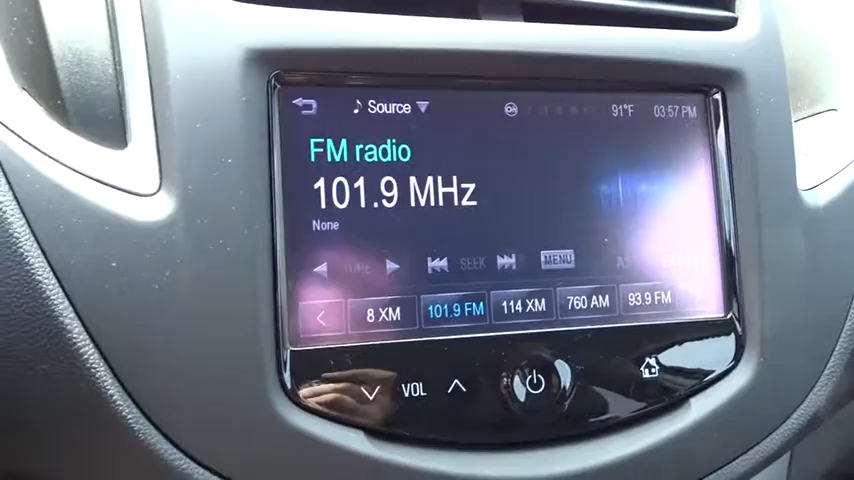 Source
91°F
03:57 PM
FM radio
101.9 MHz
None
TUNE
SEEK
MENU
8 XM
101.9 FM
114 XM
760 AM
93.9 FM
VOL